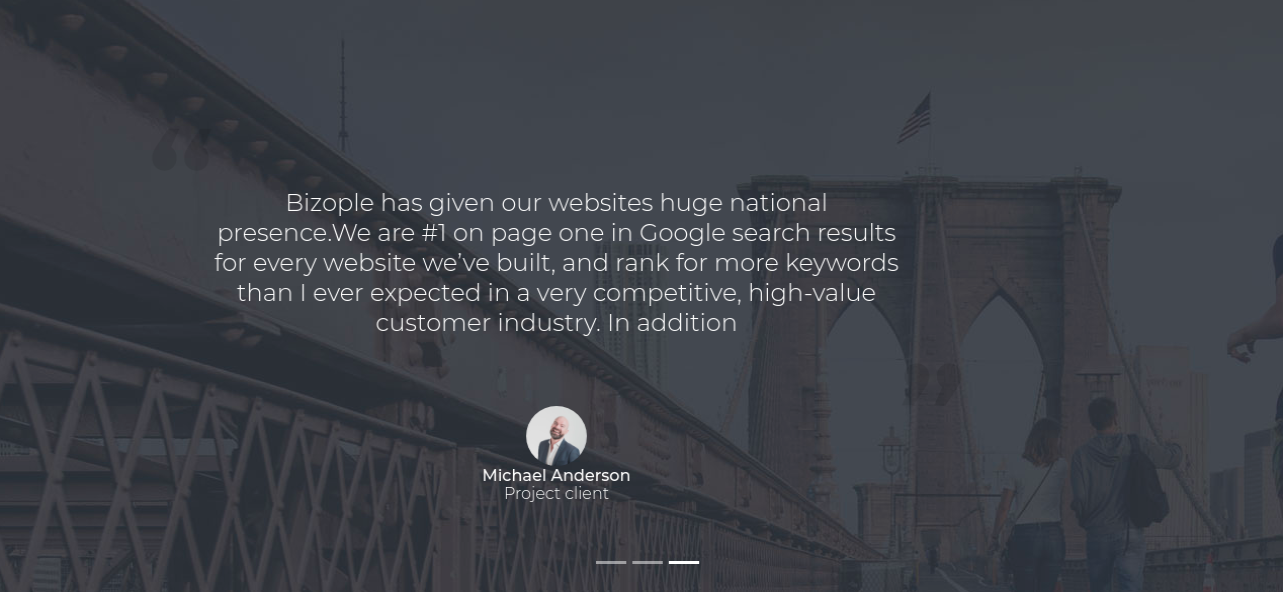 Bizople has given our websites huge national
presence.We are #1 on page one in Google search results
for every website we've built, and rank for more keywords
than I ever expected in a very competitive, high-value
customer industry. In addition
Michael Anderson
Project client